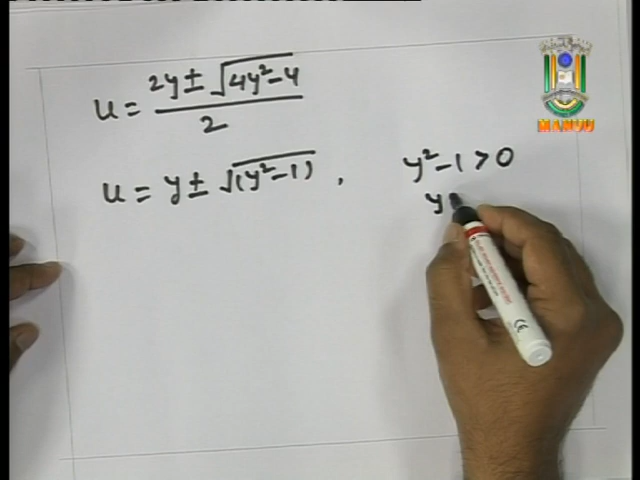 u = (2y ± √(4y² - 4)) / 2
u = y ± √(y² - 1) ,
y² - 1 > 0
y
MANUU